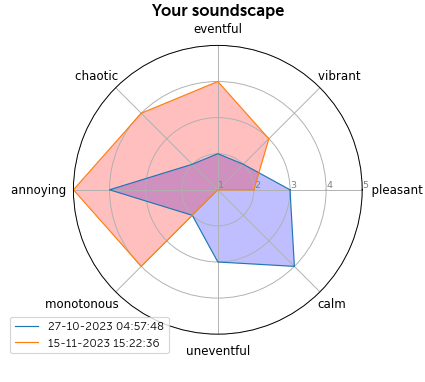 Your soundscape
eventful
chaotic
vibrant
annoying
1 2 3 4 5
pleasant
monotonous
calm
27-10-2023 04:57:48
15-11-2023 15:22:36
uneventful